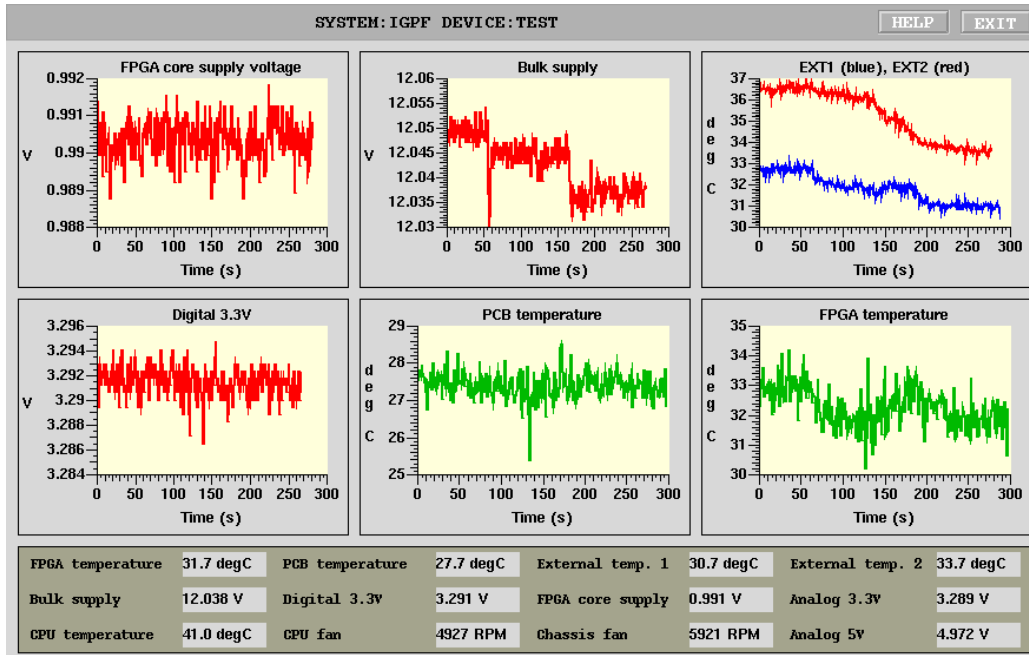 SYSTEM:IGPF DEVICE:TEST HELP EXIT
FPGA core supply voltage
0.992
0.991
0.99
0.989
0.988
V
0 50 100 150 200 250 300
Time (s)
Bulk supply
12.06
12.055
12.05
12.045
12.04
12.035
12.03
V
0 50 100 150 200 250 300
Time (s)
EXT1 (blue), EXT2 (red)
37
36
35
34
33
32
31
30
deg C
0 50 100 150 200 250 300
Time (s)
Digital 3.3V
3.296
3.294
3.292
3.29
3.288
3.286
3.284
V
0 50 100 150 200 250 300
Time (s)
PCB temperature
29
28
27
26
25
deg C
0 50 100 150 200 250 300
Time (s)
FPGA temperature
35
34
33
32
31
30
deg C
0 50 100 150 200 250 300
Time (s)
FPGA temperature 31.7 degC PCB temperature 27.7 degC External temp. 1 30.7 degC External temp. 2 33.7 degC
Bulk supply 12.038 V Digital 3.3V 3.291 V FPGA core supply 0.991 V Analog 3.3V 3.289 V
CPU temperature 41.0 degC CPU fan 4927 RPM Chassis fan 5921 RPM Analog 5V 4.972 V